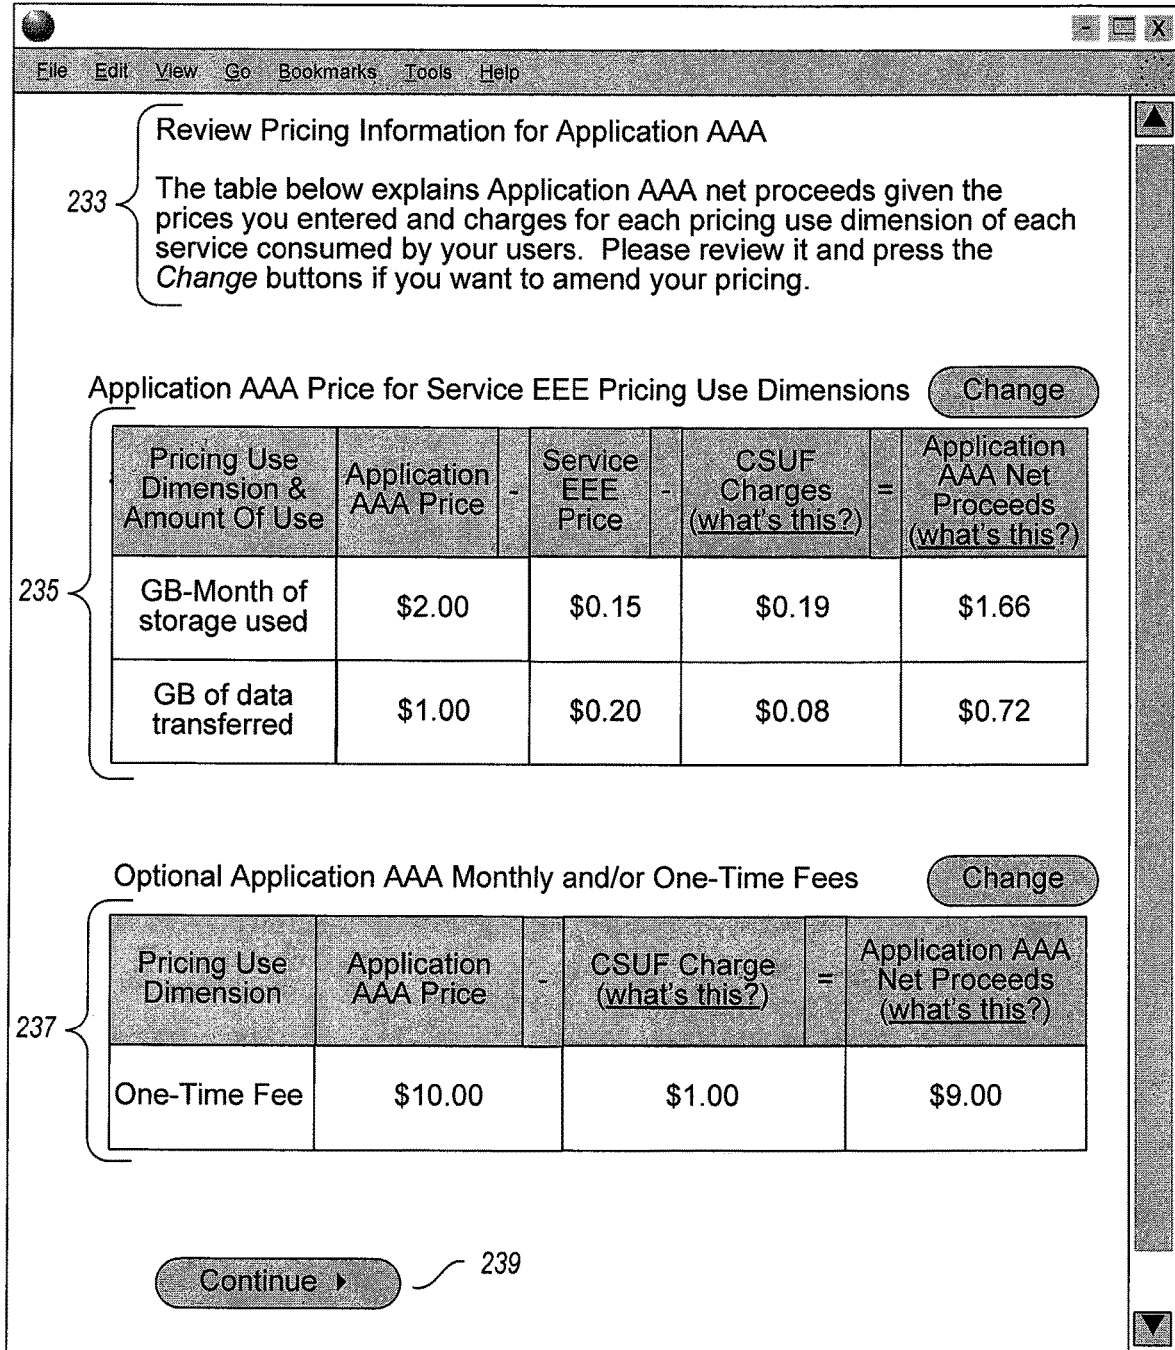 - X
File Edit View Go Bookmarks Tools Help
Review Pricing Information for Application AAA
233
The table below explains Application AAA net proceeds given the
prices you entered and charges for each pricing use dimension of each
service consumed by your users. Please review it and press the
Change buttons if you want to amend your pricing.
Application AAA Price for Service EEE Pricing Use Dimensions Change
235
Pricing Use Dimension & Amount Of Use Application AAA Price - Service EEE Price - CSUF Charges (what's this?) = Application AAA Net Proceeds (what's this?)
GB-Month of storage used $2.00 $0.15 $0.19 $1.66
GB of data transferred $1.00 $0.20 $0.08 $0.72
Optional Application AAA Monthly and/or One-Time Fees Change
237
Pricing Use Dimension Application AAA Price - CSUF Charge (what's this?) = Application AAA Net Proceeds (what's this?)
One-Time Fee $10.00 $1.00 $9.00
Continue 239